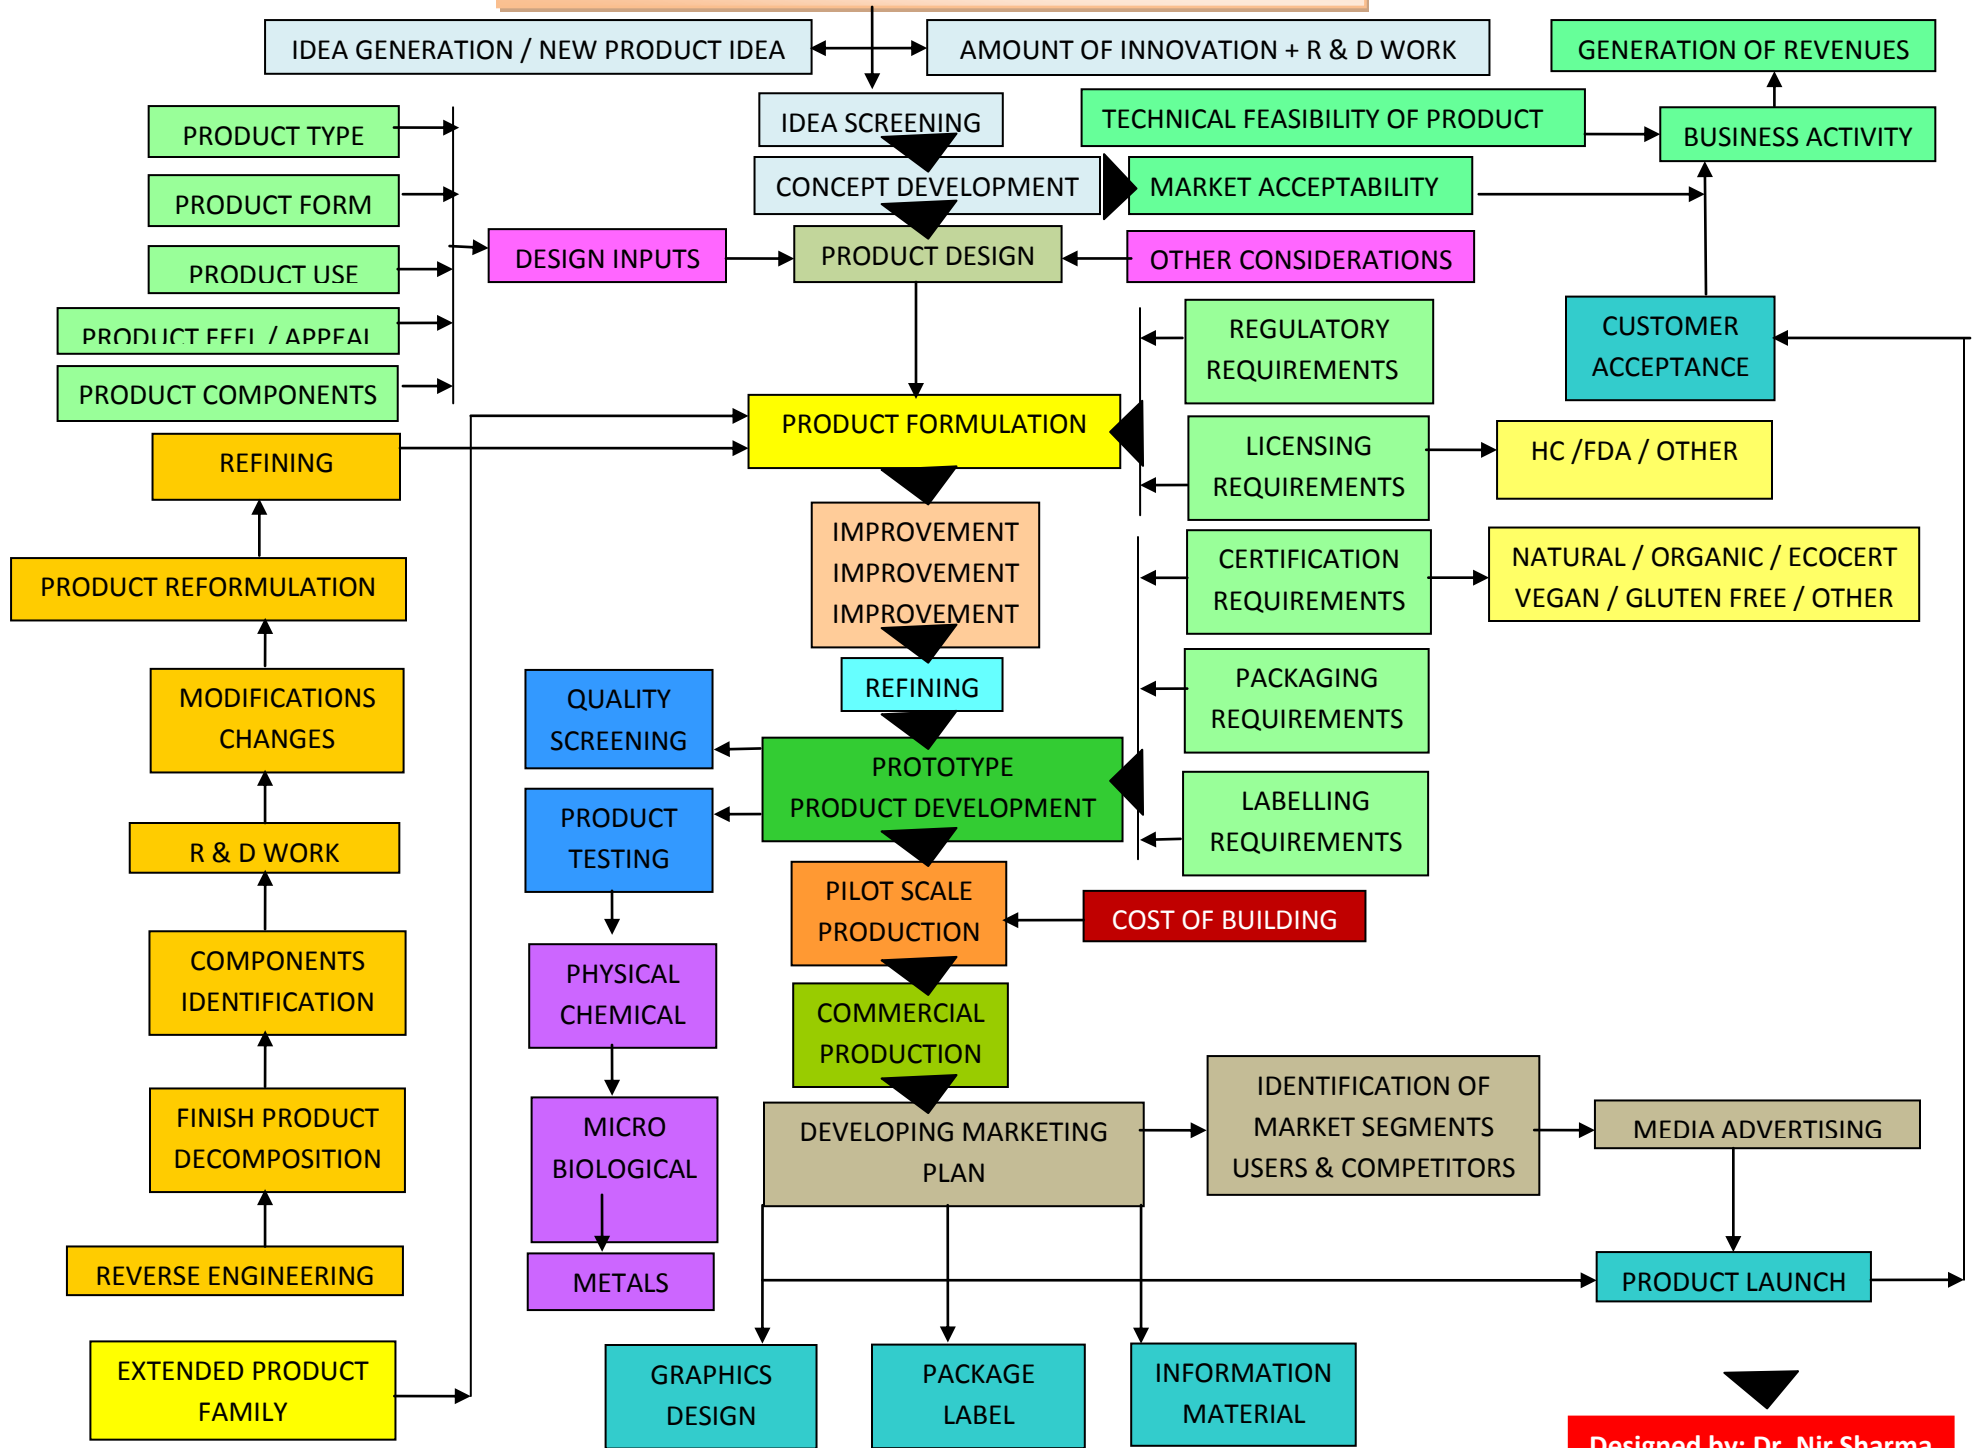 IDEA GENERATION / NEW PRODUCT IDEA
AMOUNT OF INNOVATION + R & D WORK
GENERATION OF REVENUES
IDEA SCREENING
TECHNICAL FEASIBILITY OF PRODUCT
BUSINESS ACTIVITY
PRODUCT TYPE
CONCEPT DEVELOPMENT
MARKET ACCEPTABILITY
PRODUCT FORM
DESIGN INPUTS
PRODUCT DESIGN
OTHER CONSIDERATIONS
PRODUCT USE
PRODUCT FEEL / APPEAL
PRODUCT COMPONENTS
REGULATORY
REQUIREMENTS
CUSTOMER
ACCEPTANCE
PRODUCT FORMULATION
REFINING
LICENSING
REQUIREMENTS
HC /FDA / OTHER
IMPROVEMENT
IMPROVEMENT
IMPROVEMENT
PRODUCT REFORMULATION
CERTIFICATION
REQUIREMENTS
NATURAL / ORGANIC / ECOCERT
VEGAN / GLUTEN FREE / OTHER
REFINING
MODIFICATIONS
CHANGES
QUALITY
SCREENING
PACKAGING
REQUIREMENTS
PROTOTYPE
PRODUCT DEVELOPMENT
R & D WORK
PRODUCT
TESTING
LABELLING
REQUIREMENTS
PILOT SCALE
PRODUCTION
COST OF BUILDING
COMPONENTS
IDENTIFICATION
PHYSICAL
CHEMICAL
COMMERCIAL
PRODUCTION
FINISH PRODUCT
DECOMPOSITION
MICRO
BIOLOGICAL
DEVELOPING MARKETING
PLAN
IDENTIFICATION OF
MARKET SEGMENTS
USERS & COMPETITORS
MEDIA ADVERTISING
REVERSE ENGINEERING
METALS
PRODUCT LAUNCH
EXTENDED PRODUCT
FAMILY
GRAPHICS
DESIGN
PACKAGE
LABEL
INFORMATION
MATERIAL
Designed by: Dr. Nir Sharma